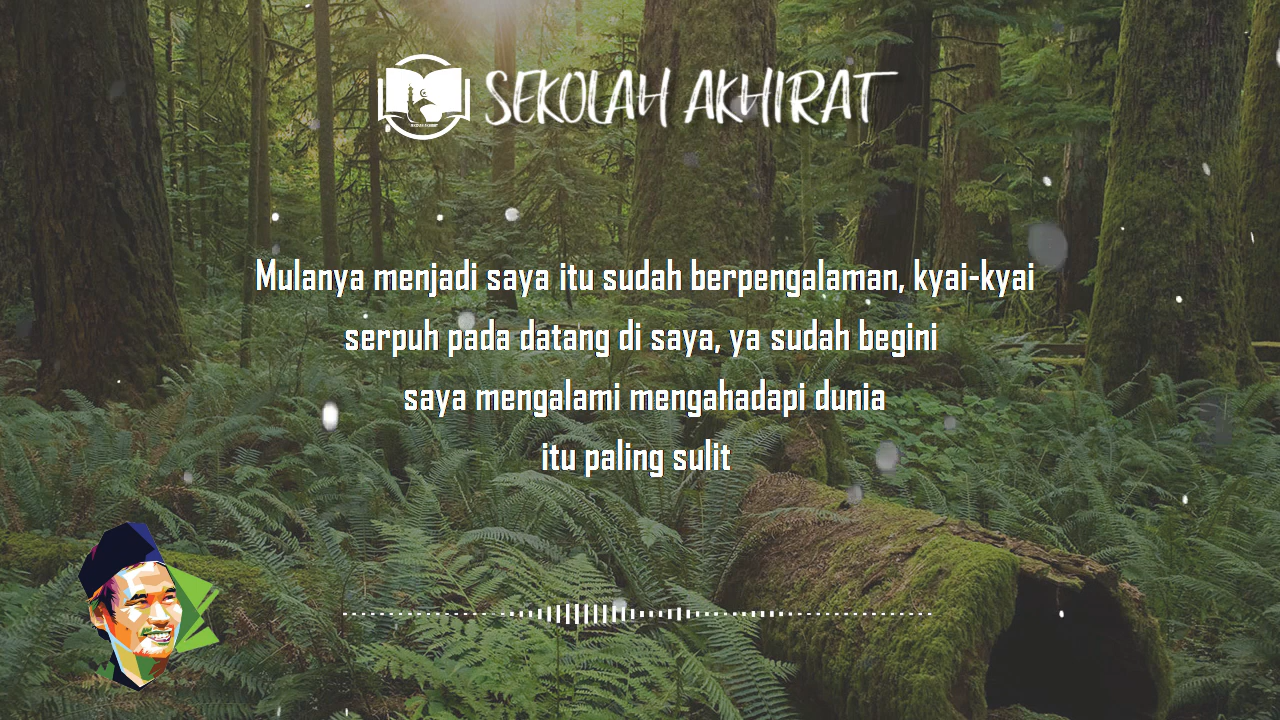 SEKOLAH AKHIRAT
Mulanya menjadi saya itu sudah berpengalaman, kyai-kyai
serpuh pada datang di saya, ya sudah begini
saya mengalami mengahadapi dunia
itu paling sulit